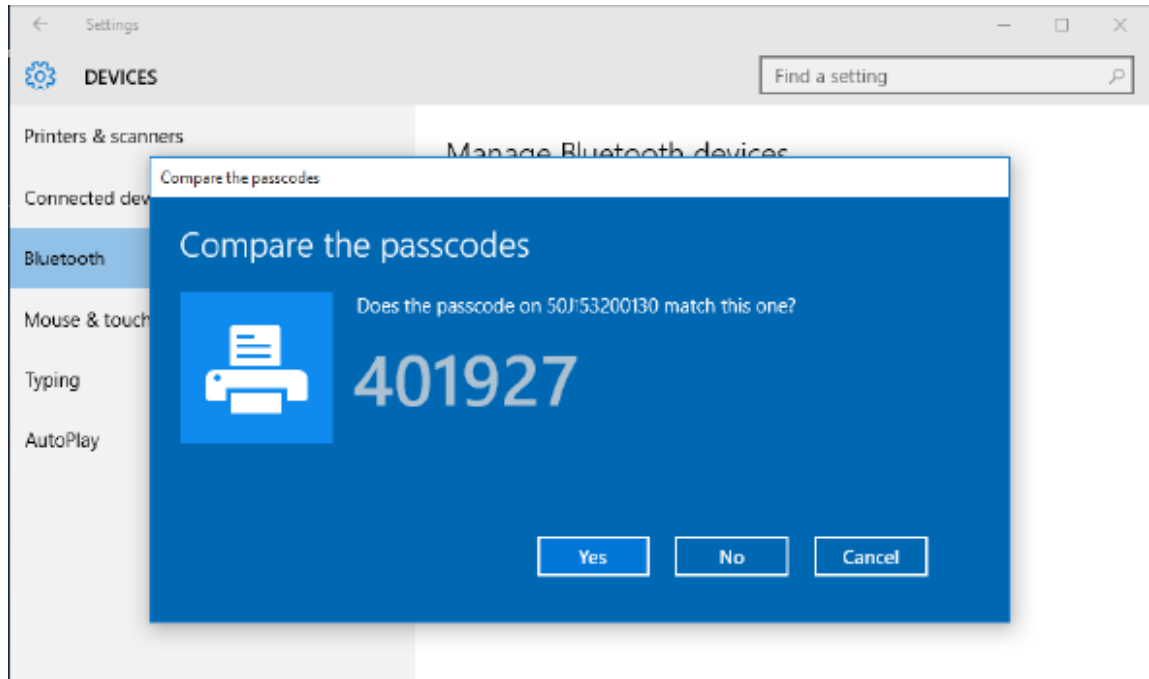 Settings
DEVICES
Find a setting
Printers & scanners
Manage Bluetooth devices
Compare the passcodes
Connected dev
Compare the passcodes
Bluetooth
Does the passcode on 50J153200130 match this one?
Mouse & touch
401927
Typing
AutoPlay
Yes
No
Cancel